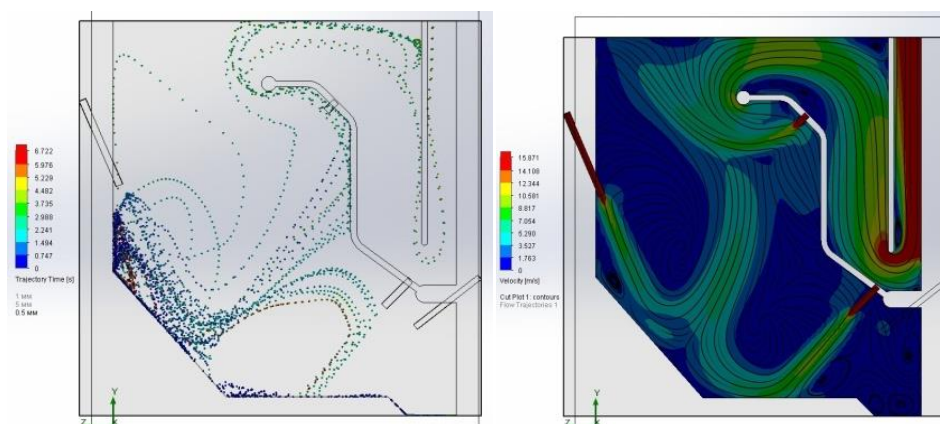 6.722
5.976
5.229
4.482
3.735
2.988
2.241
1.494
0.747
0
Trajectory Time [s]
1 мм
5 мм
0.5 мм
Y
Z
X
15.871
14.108
12.344
10.581
8.817
7.054
5.290
3.527
1.763
0
Velocity [m/s]
Cut Plot 1: contours
Flow Trajectories 1
Y
Z
X